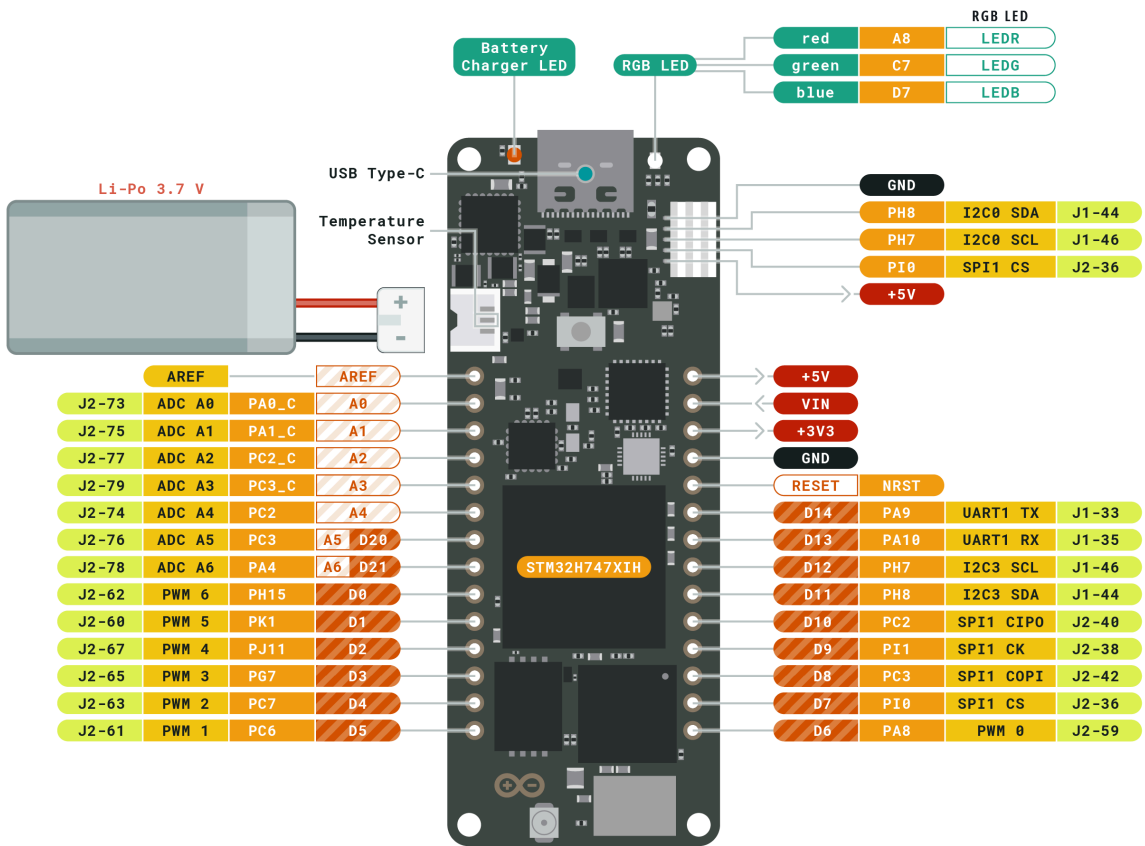 RGB LED
Battery
Charger LED
RGB LED
red A8 LEDR
green C7 LEDG
blue D7 LEDB
USB Type-C
Li-Po 3.7 V
Temperature
Sensor
+
-
GND
PH8 I2C0 SDA J1-44
PH7 I2C0 SCL J1-46
PI0 SPI1 CS J2-36
+5V
AREF AREF
J2-73 ADC A0 PA0_C A0
J2-75 ADC A1 PA1_C A1
J2-77 ADC A2 PC2_C A2
J2-79 ADC A3 PC3_C A3
J2-74 ADC A4 PC2 A4
J2-76 ADC A5 PC3 A5 D20
J2-78 ADC A6 PA4 A6 D21
J2-62 PWM 6 PH15 D0
J2-60 PWM 5 PK1 D1
J2-67 PWM 4 PJ11 D2
J2-65 PWM 3 PG7 D3
J2-63 PWM 2 PC7 D4
J2-61 PWM 1 PC6 D5
STM32H747XIH
+5V
VIN
+3V3
GND
RESET NRST
D14 PA9 UART1 TX J1-33
D13 PA10 UART1 RX J1-35
D12 PH7 I2C3 SCL J1-46
D11 PH8 I2C3 SDA J1-44
D10 PC2 SPI1 CIPO J2-40
D9 PI1 SPI1 CK J2-38
D8 PC3 SPI1 COPI J2-42
D7 PI0 SPI1 CS J2-36
D6 PA8 PWM 0 J2-59